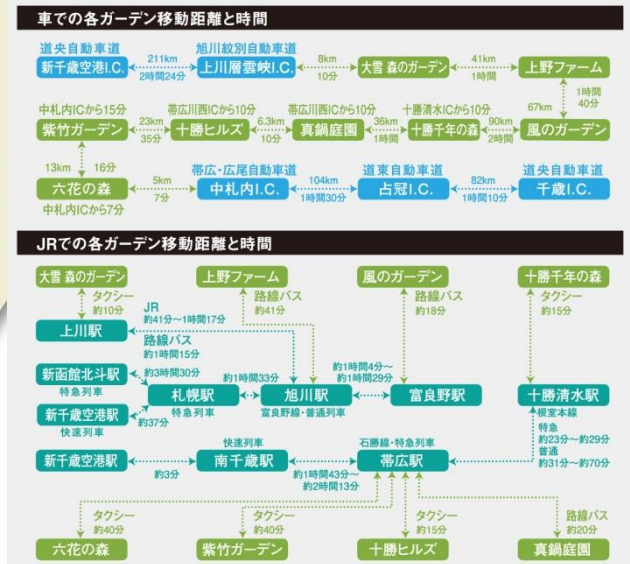 車での各ガーデン移動距離と時間
道央自動車道
旭川紋別自動車道
新千歳空港I.C.
211km
2時間24分
上川層雲峡I.C.
8km
10分
大雪 森のガーデン
41km
1時間
上野ファーム
1時間
40分
67km
中札内ICから15分
帯広川西ICから10分
帯広川西ICから10分
十勝清水ICから10分
紫竹ガーデン
23km
35分
十勝ヒルズ
6.3km
10分
真鍋庭園
36km
1時間
十勝千年の森
90km
2時間
風のガーデン
13km
16分
帯広・広尾自動車道
道東自動車道
道央自動車道
六花の森
5km
7分
中札内I.C.
104km
1時間30分
占冠I.C.
82km
1時間10分
千歳I.C.
中札内ICから7分
JRでの各ガーデン移動距離と時間
大雪 森のガーデン
上野ファーム
風のガーデン
十勝千年の森
タクシー
約10分
路線バス
約41分
路線バス
約18分
タクシー
約15分
上川駅
JR
約41分～1時間17分
路線バス
約1時間15分
新函館北斗駅
特急列車
約3時間30分
新千歳空港駅
快速列車
約37分
札幌駅
特急列車
約1時間33分
旭川駅
富良野線・普通列車
約1時間4分～
約1時間29分
富良野駅
十勝清水駅
根室本線
特急
約23分～約29分
普通
約31分～約70分
快速列車
石勝線・特急列車
新千歳空港駅
約3分
南千歳駅
約1時間43分～
約2時間13分
帯広駅
タクシー
約40分
タクシー
約40分
タクシー
約15分
路線バス
約20分
六花の森
紫竹ガーデン
十勝ヒルズ
真鍋庭園